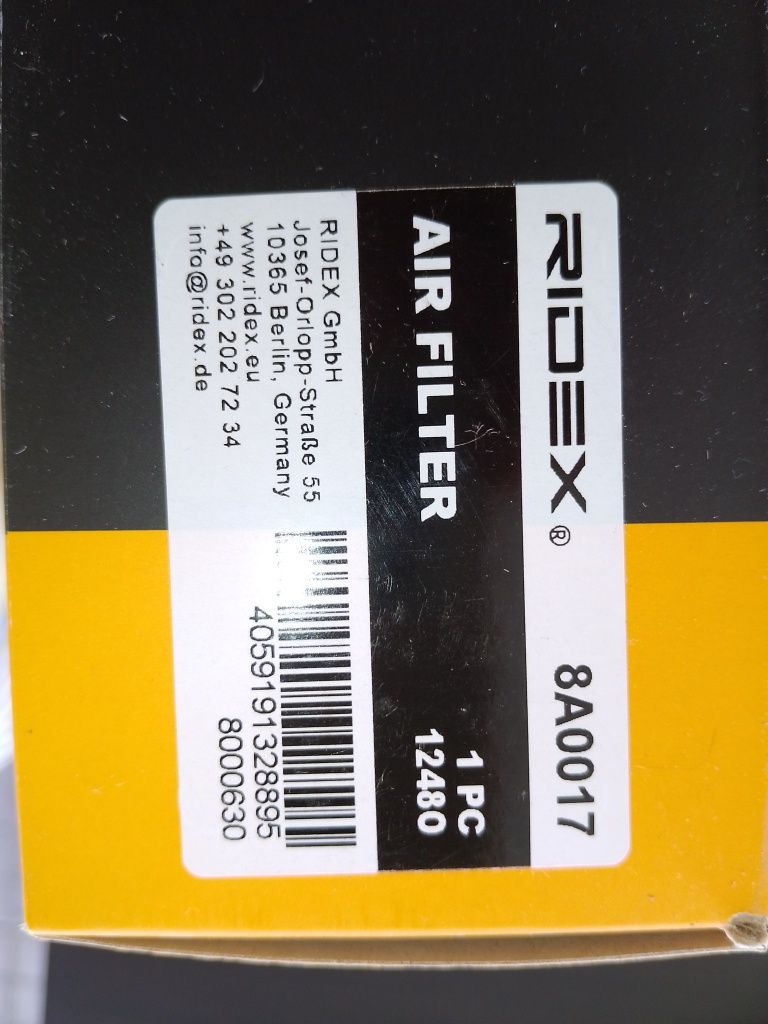 RIDEX® 8A0017
AIR FILTER
1 PC
12480
RIDEX GmbH
Josef-Orlopp-Straße 55
10365 Berlin, Germany
www.ridex.eu
+49 302 202 72 34
info@ridex.de
4059191328895
8000630